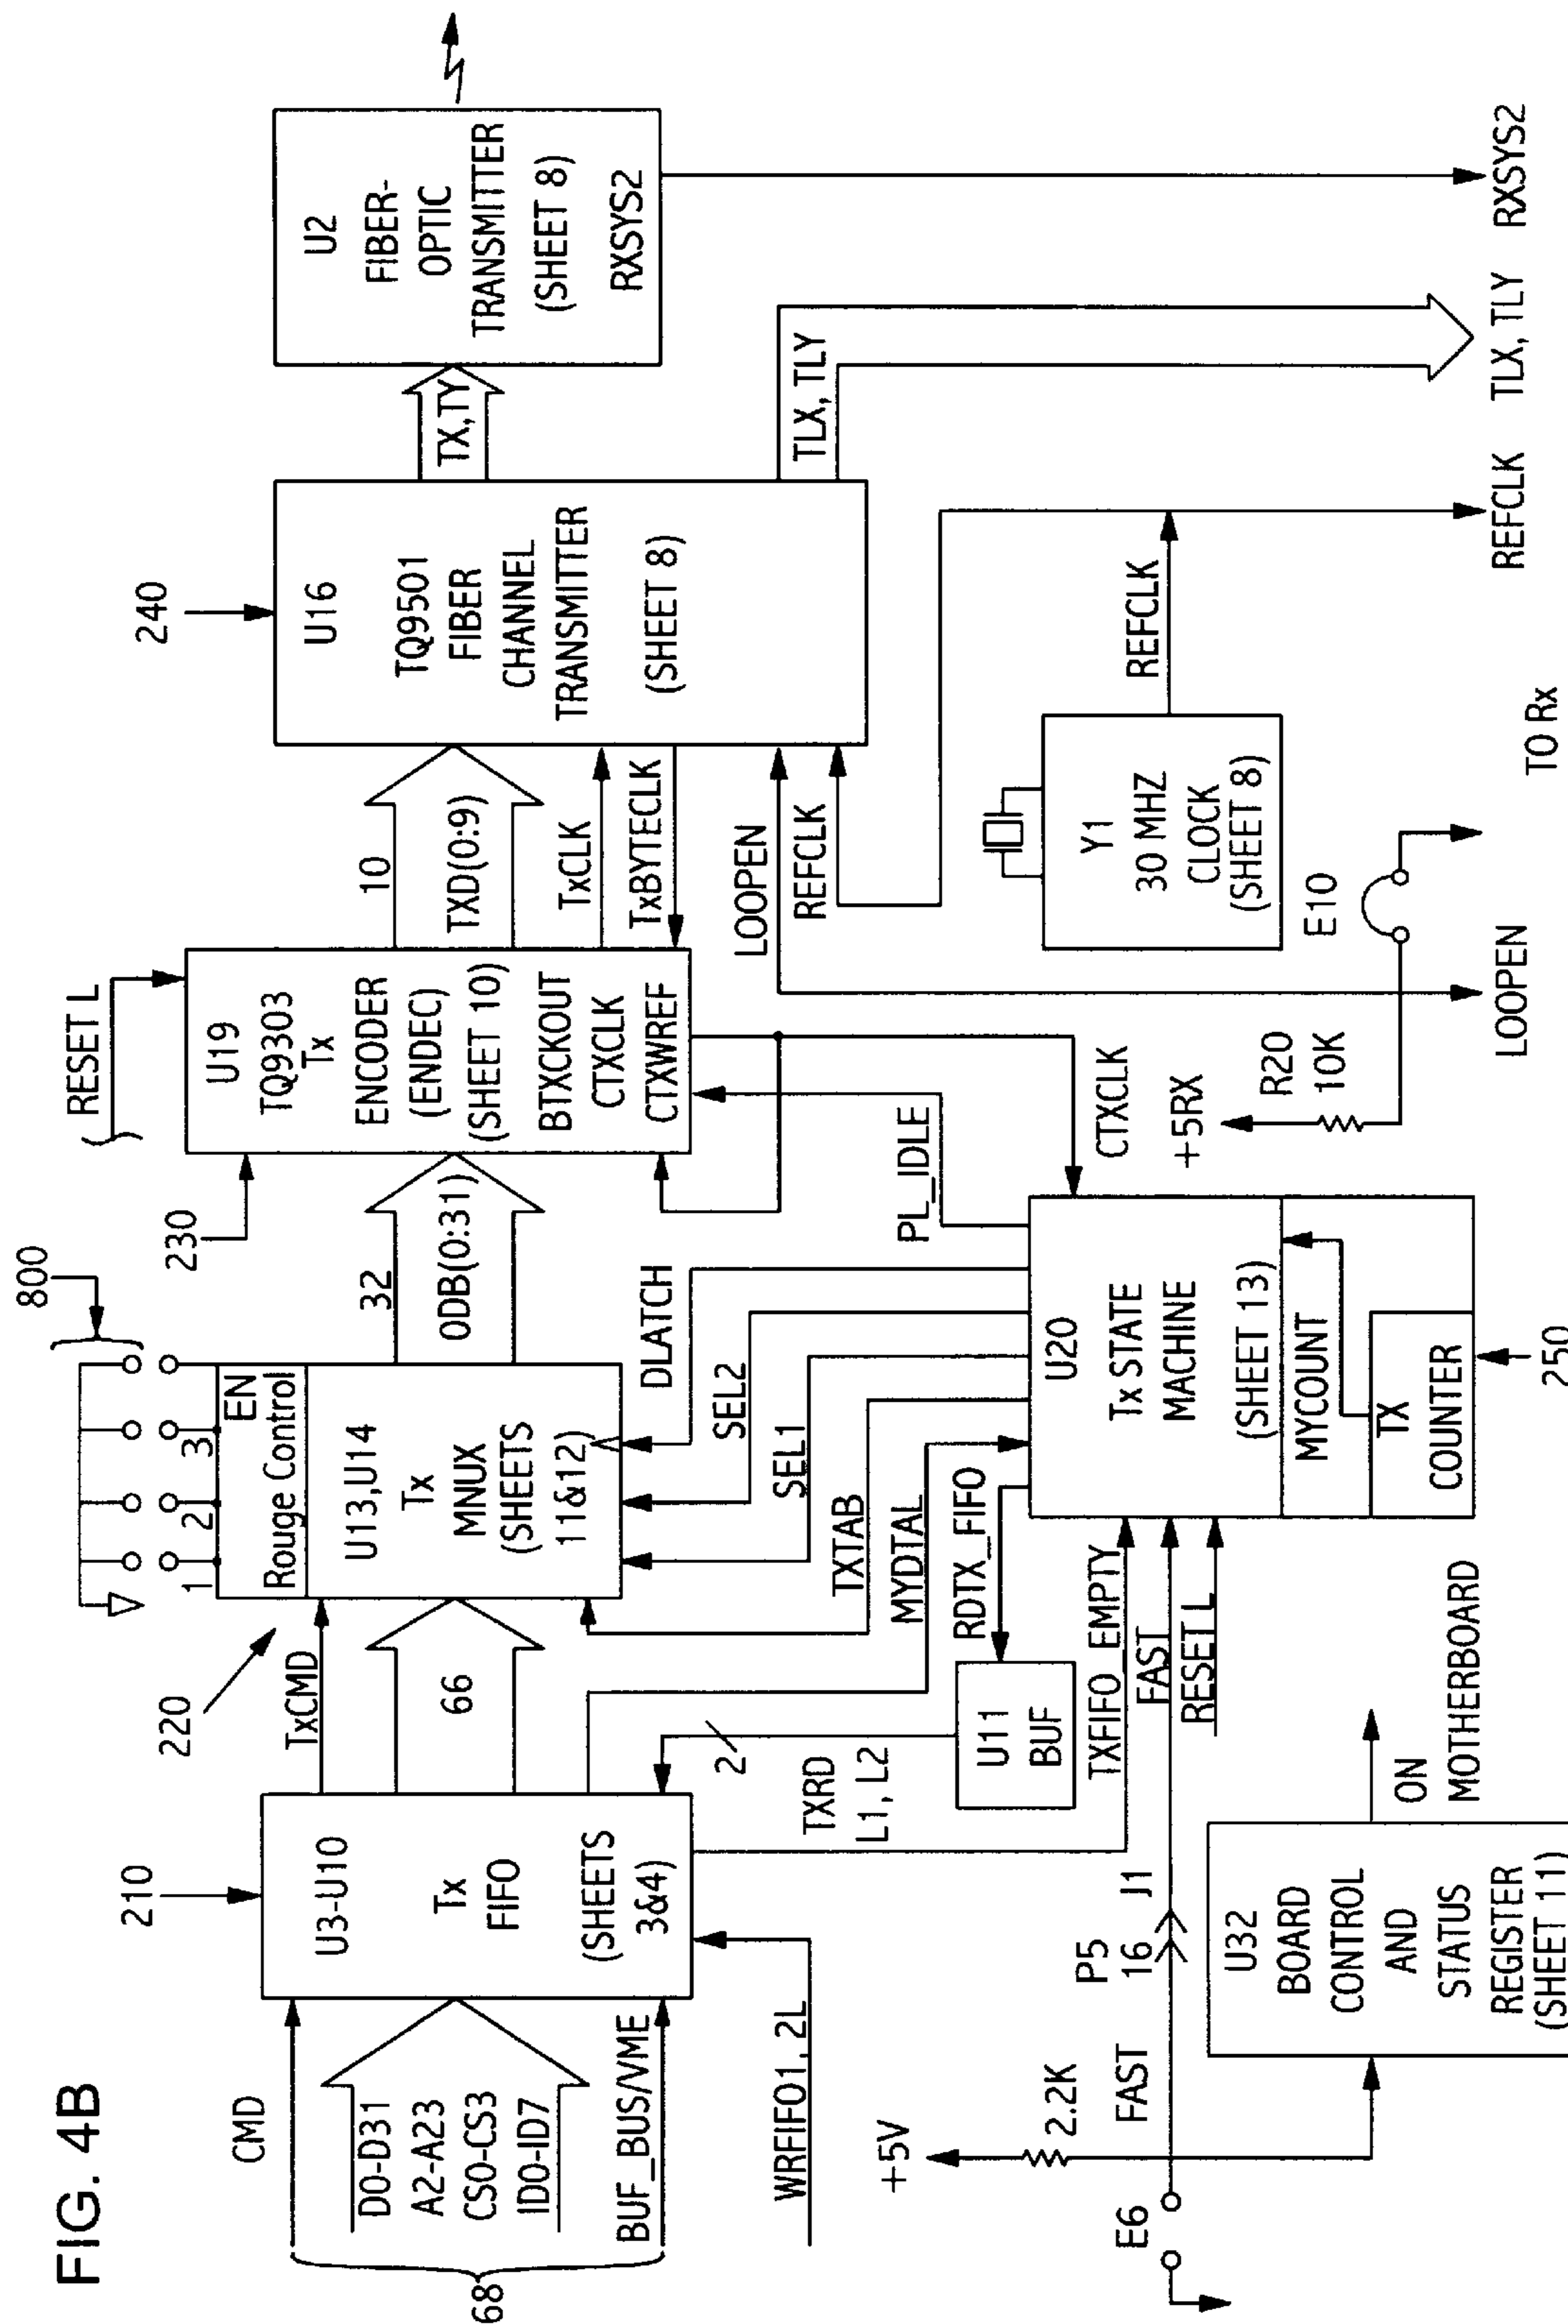 FIG. 4B
68
CMD
D0-D31
A2-A23
CS0-CS3
ID0-ID7
BUF_BUS/VME
WRFIFO1, 2L
210
U3-U10
Tx
FIFO
(SHEETS
3&4)
220
TxCMD
66
2
TXRD
L1, L2
U11
BUF
800
1
2
3
EN
Rouge Control
U13,U14
Tx
MNUX
(SHEETS
11&12)
32
ODB(0:31)
230
RESET L
U19
TQ9303
Tx
ENCODER
(ENDEC)
(SHEET 10)
BTXCKOUT
CTXCLK
CTXWREF
10
TXD(0:9)
TxCLK
TxBYTECLK
LOOPEN
REFCLK
240
U16
TQ9501
FIBER
CHANNEL
TRANSMITTER
(SHEET 8)
TX,TY
TLX, TLY
U2
FIBER-
OPTIC
TRANSMITTER
(SHEET 8)
RXSYS2
DLATCH
SEL2
SEL1
TXTAB
MYDTAL
RDTX_FIFO
TXFIFO_EMPTY
FAST
RESET L
PL_IDLE
CTXCLK
U20
Tx STATE
MACHINE
(SHEET 13)
MYCOUNT
TX
COUNTER
250
Y1
30 MHZ
CLOCK
(SHEET 8)
REFCLK
+5V
2.2K
E6
FAST
P5
16
J1
U32
BOARD
CONTROL
AND
STATUS
REGISTER
(SHEET 11)
ON
MOTHERBOARD
+5RX
R20
10K
E10
LOOPEN
TO Rx
REFCLK
TLX, TLY
RXSYS2